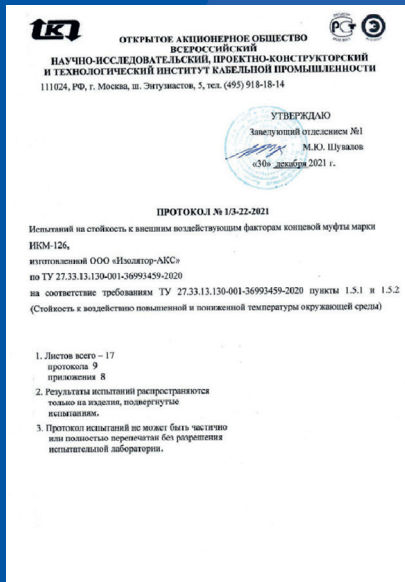 ОТКРЫТОЕ АКЦИОНЕРНОЕ ОБЩЕСТВО
ВСЕРОССИЙСКИЙ
НАУЧНО-ИССЛЕДОВАТЕЛЬСКИЙ, ПРОЕКТНО-КОНСТРУКТОРСКИЙ
И ТЕХНОЛОГИЧЕСКИЙ ИНСТИТУТ КАБЕЛЬНОЙ ПРОМЫШЛЕННОСТИ
111024, РФ, г. Москва, ш. Энтузиастов, 5, тел. (495) 918-18-14
УТВЕРЖДАЮ
Заведующий отделением №1
М.Ю. Шувалов
«30» декабря 2021 г.
ПРОТОКОЛ № 1/3-22-2021
Испытаний на стойкость к внешним воздействующим факторам концевой муфты марки
ИКМ-126,
изготовленной ООО «Изолятор-АКС»
по ТУ 27.33.13.130-001-36993459-2020
на соответствие требованиям ТУ 27.33.13.130-001-36993459-2020 пункты 1.5.1 и 1.5.2
(Стойкость к воздействию повышенной и пониженной температуры окружающей среды)
1. Листов всего – 17
протокола 9
приложения 8
2. Результаты испытаний распространяются
только на изделия, подвергнутые
испытаниям.
3. Протокол испытаний не может быть частично
или полностью перепечатан без разрешения
испытательной лаборатории.